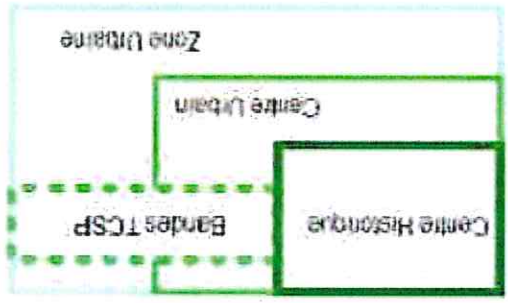 Centre Historique
Bandes TCSP
Centre Urbain
Zone Urbaine